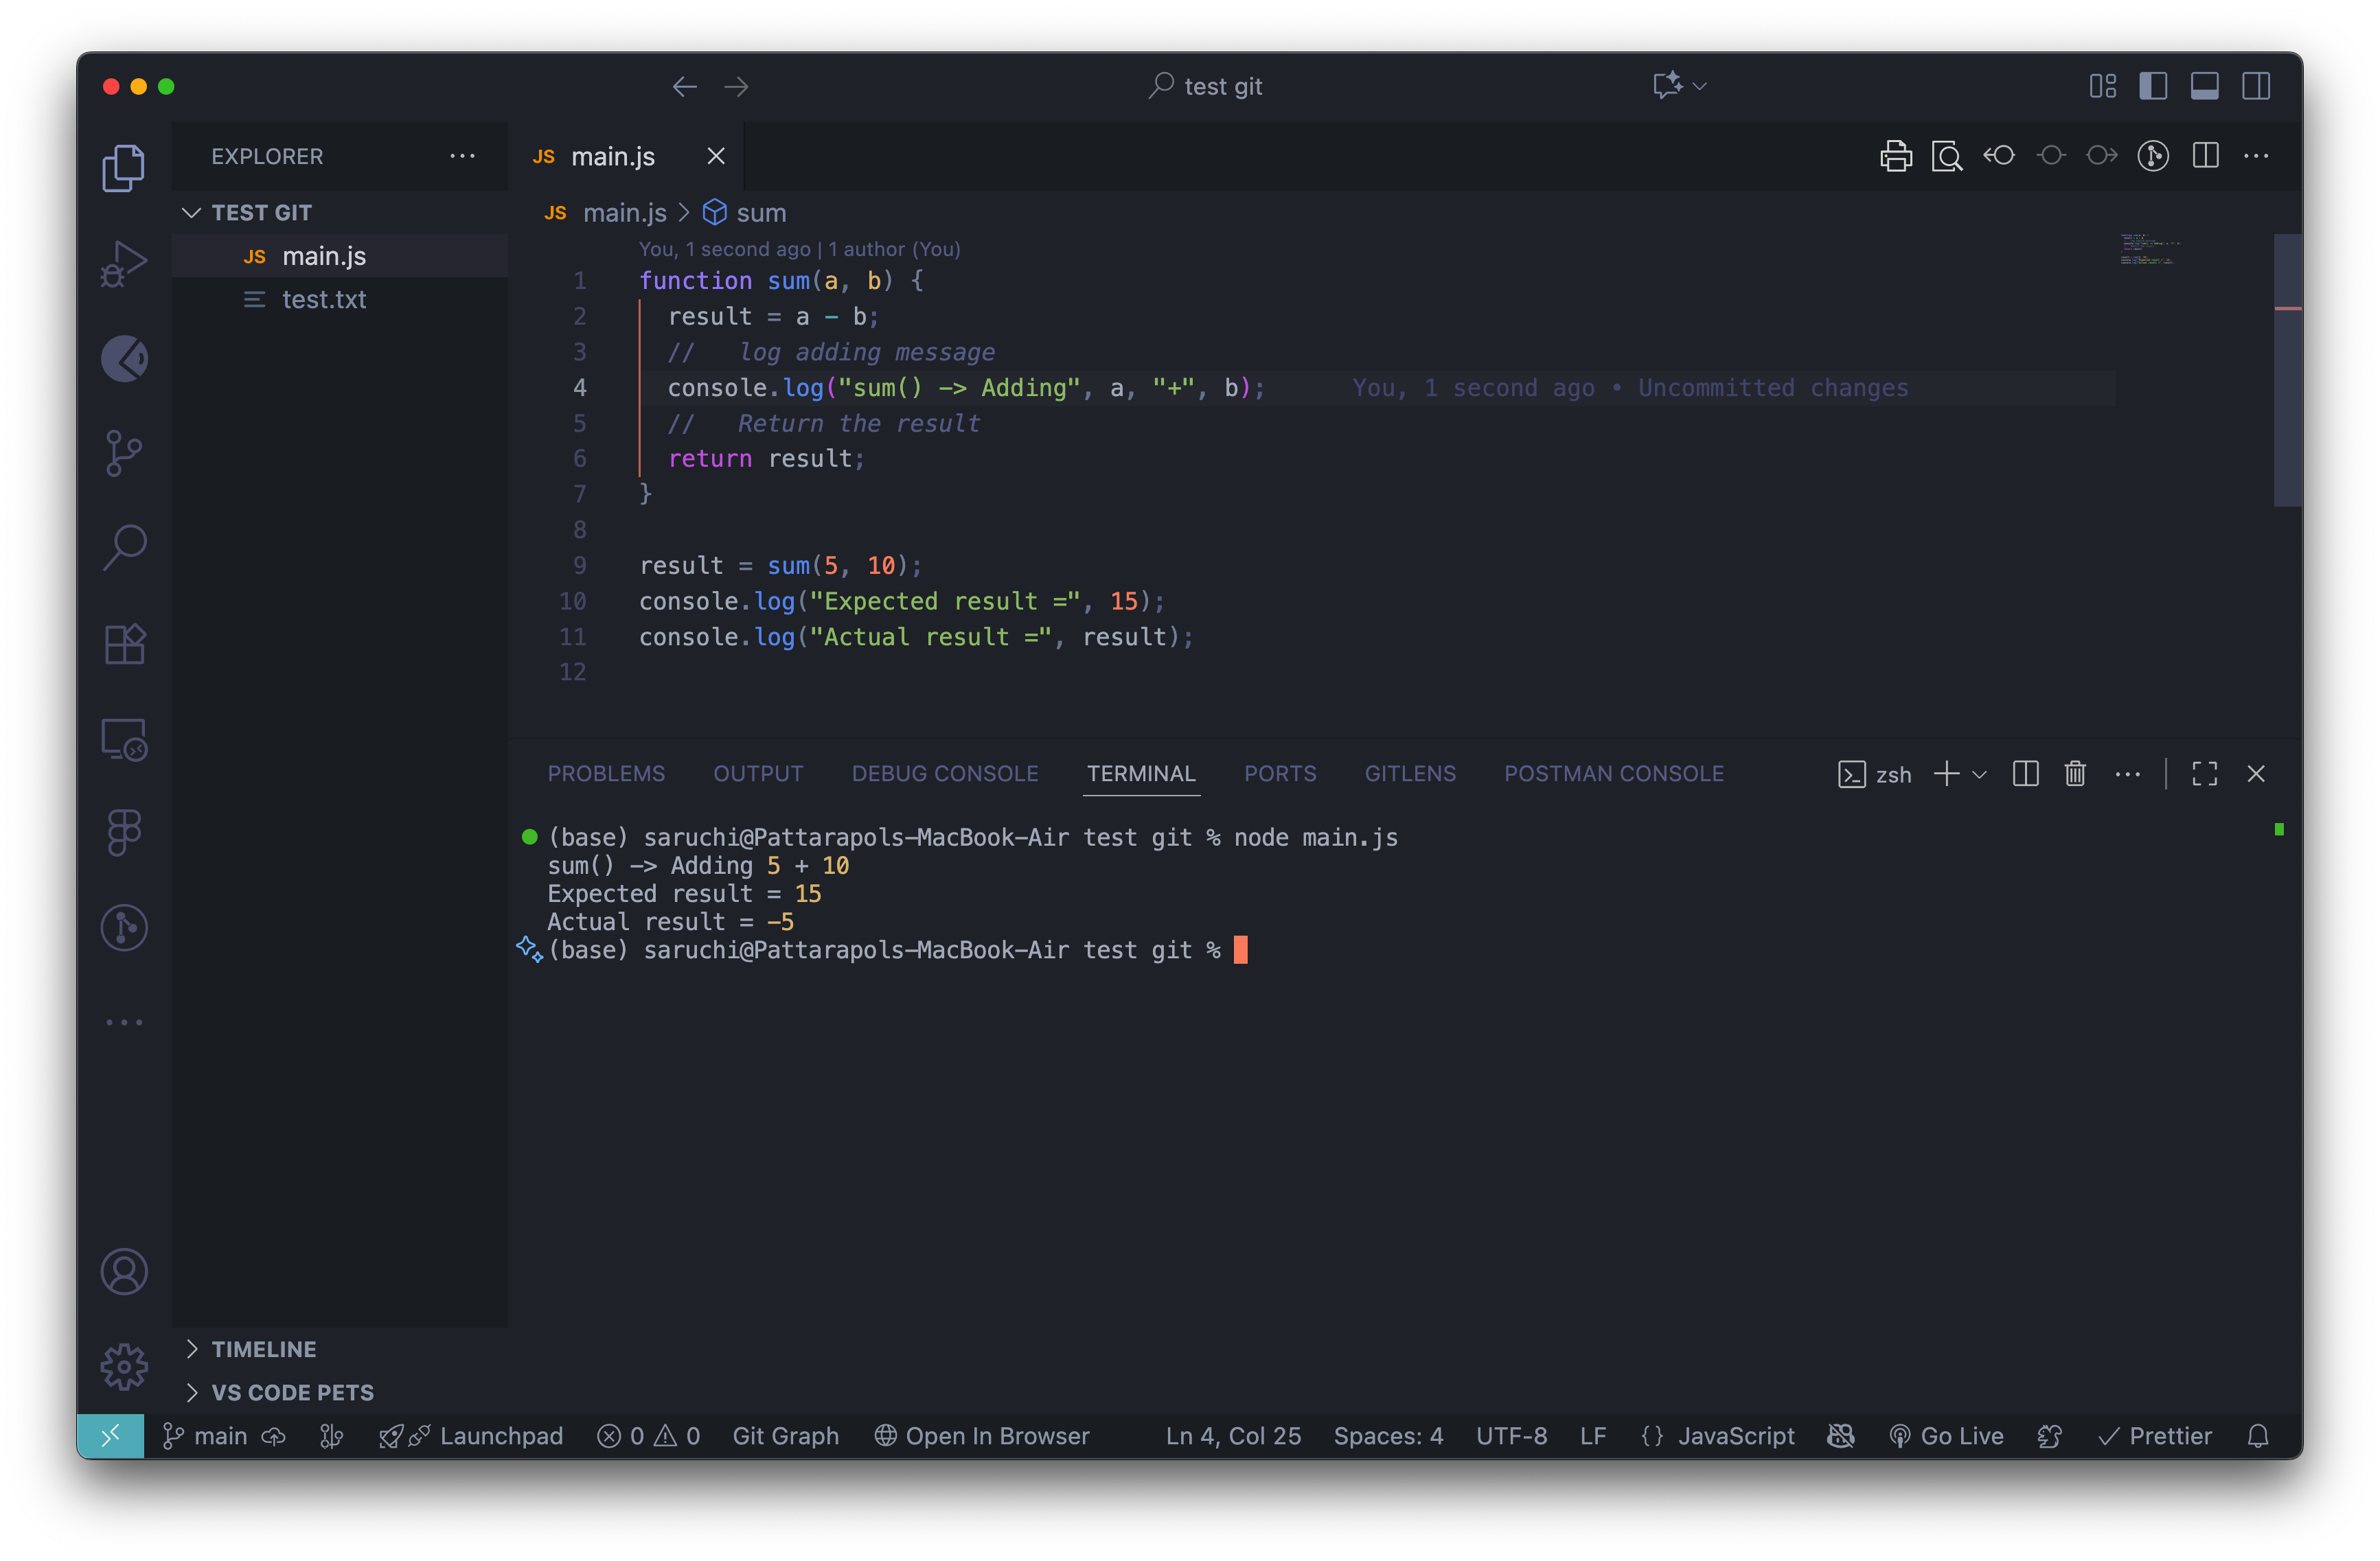 test git
EXPLORER
TEST GIT
JS main.js
test.txt
TIMELINE
VS CODE PETS
JS main.js
JS main.js > sum
You, 1 second ago | 1 author (You)
1 function sum(a, b) {
2 result = a - b;
3 //   log adding message
4 console.log("sum() -> Adding", a, "+", b); You, 1 second ago • Uncommitted changes
5 //   Return the result
6 return result;
7 }
8
9 result = sum(5, 10);
10 console.log("Expected result =", 15);
11 console.log("Actual result =", result);
12
PROBLEMS OUTPUT DEBUG CONSOLE TERMINAL PORTS GITLENS POSTMAN CONSOLE zsh
(base) saruchi@Pattarapols-MacBook-Air test git % node main.js
sum() -> Adding 5 + 10
Expected result = 15
Actual result = -5
(base) saruchi@Pattarapols-MacBook-Air test git %
main Launchpad 0 0 Git Graph Open In Browser Ln 4, Col 25 Spaces: 4 UTF-8 LF {} JavaScript Go Live Prettier